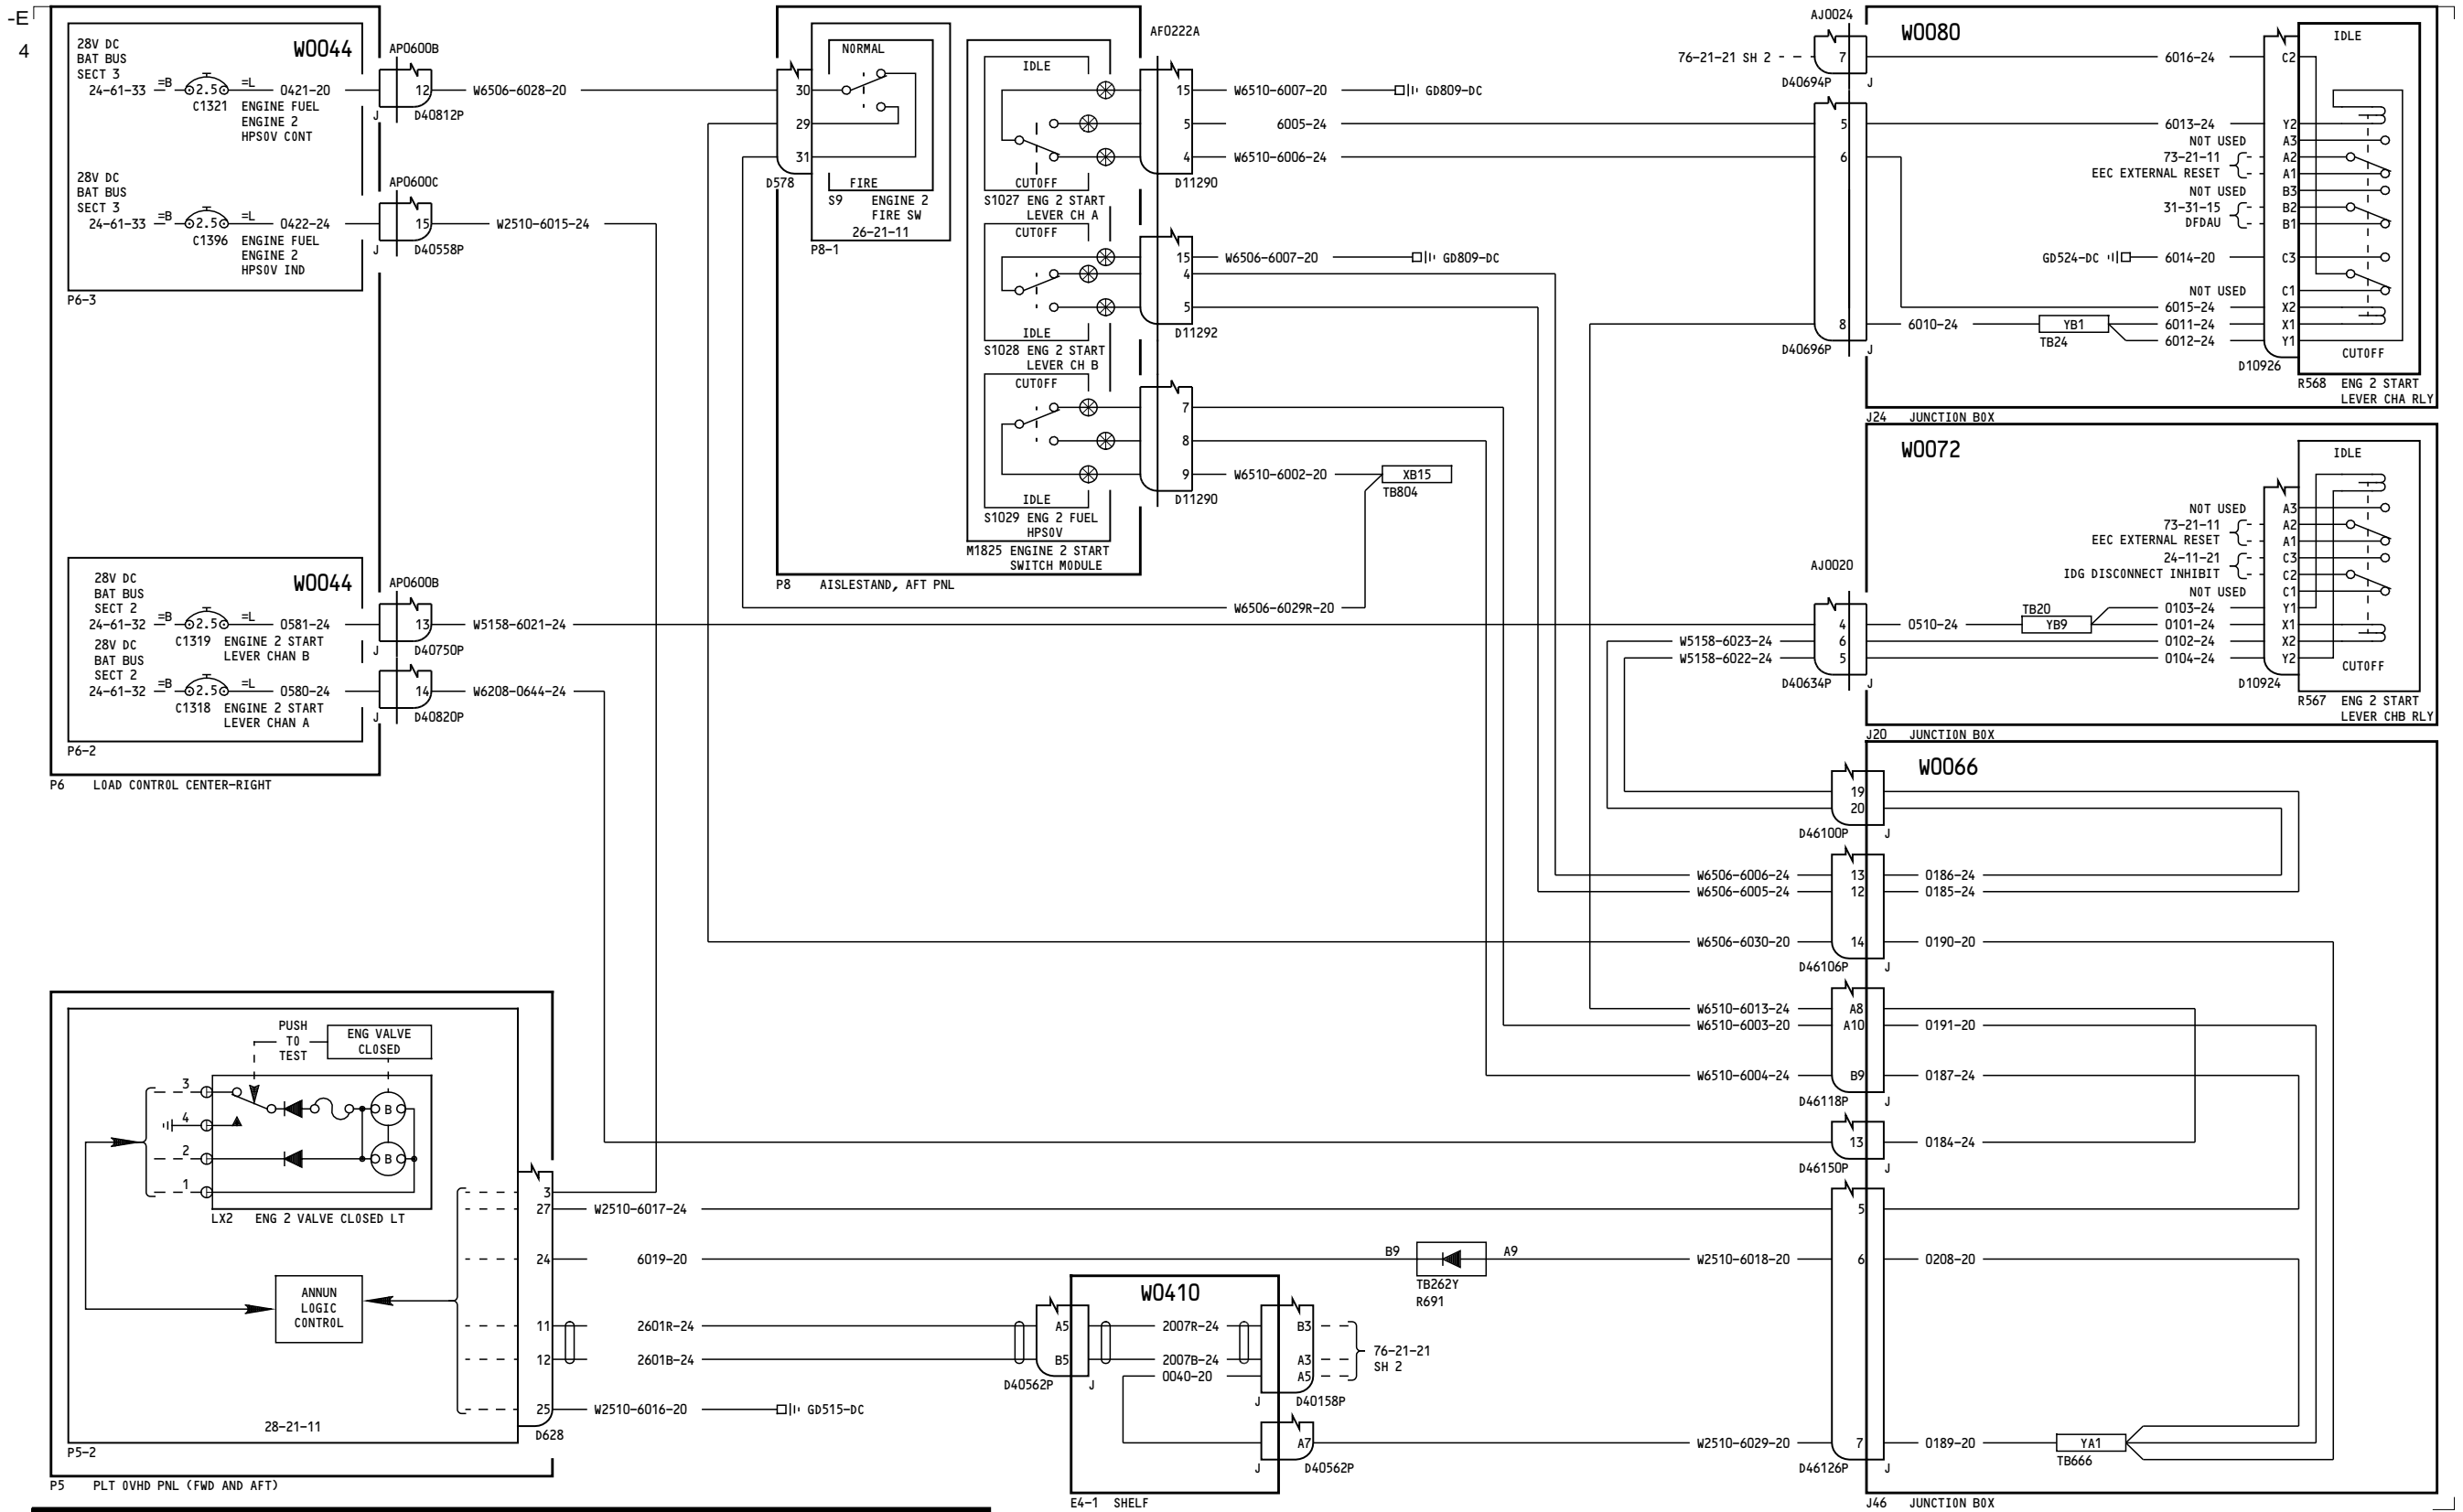 -E
4
28V DC
BAT BUS
SECT 3
24-61-33
=B
2.5
=L
C1321
W0044
0421-20
ENGINE FUEL
ENGINE 2
HPSOV CONT
AP0600B
12
J
D40812P
W6506-6028-20
28V DC
BAT BUS
SECT 3
24-61-33
=B
2.5
=L
C1396
0422-24
ENGINE FUEL
ENGINE 2
HPSOV IND
AP0600C
15
J
D40558P
W2510-6015-24
P6-3
28V DC
BAT BUS
SECT 2
24-61-32
=B
2.5
=L
C1319
W0044
0581-24
ENGINE 2 START
LEVER CHAN B
AP0600B
13
J
D40750P
W5158-6021-24
28V DC
BAT BUS
SECT 2
24-61-32
=B
2.5
=L
C1318
0580-24
ENGINE 2 START
LEVER CHAN A
14
J
D40820P
W6208-0644-24
P6-2
P6 LOAD CONTROL CENTER-RIGHT
30
29
31
D578
NORMAL
FIRE
S9 ENGINE 2
FIRE SW
26-21-11
P8-1
IDLE
CUTOFF
S1027 ENG 2 START
LEVER CH A
CUTOFF
IDLE
S1028 ENG 2 START
LEVER CH B
CUTOFF
IDLE
S1029 ENG 2 FUEL
HPSOV
M1825 ENGINE 2 START
SWITCH MODULE
P8 AISLESTAND, AFT PNL
AF0222A
15
5
4
D11290
W6510-6007-20
GD809-DC
6005-24
W6510-6006-24
15
4
5
D11292
W6506-6007-20
GD809-DC
7
8
9
D11290
W6510-6002-20
XB15
TB804
W6506-6029R-20
AJ0024
76-21-21 SH 2
7
D40694P
J
5
6
8
D40696P
J
W0080
6016-24
6013-24
NOT USED
73-21-11
EEC EXTERNAL RESET
NOT USED
31-31-15
DFDAU
GD524-DC
6014-20
NOT USED
6015-24
6010-24
YB1
TB24
6011-24
6012-24
C2
Y2
A3
A2
A1
B3
B2
B1
C3
C1
X2
X1
Y1
D10926
IDLE
CUTOFF
R568 ENG 2 START
LEVER CHA RLY
J24 JUNCTION BOX
W0072
AJ0020
4
6
5
D40634P
J
W5158-6023-24
W5158-6022-24
0510-24
TB20
YB9
NOT USED
73-21-11
EEC EXTERNAL RESET
24-11-21
IDG DISCONNECT INHIBIT
NOT USED
0103-24
0101-24
0102-24
0104-24
A3
A2
A1
C3
C2
C1
Y1
X1
X2
Y2
D10924
IDLE
CUTOFF
R567 ENG 2 START
LEVER CHB RLY
J20 JUNCTION BOX
W0066
19
20
D46100P
J
W6506-6006-24
W6506-6005-24
13
12
0186-24
0185-24
W6506-6030-20
14
0190-20
D46106P
J
W6510-6013-24
W6510-6003-20
A8
A10
0191-20
W6510-6004-24
B9
0187-24
D46118P
J
13
0184-24
D46150P
J
5
W2510-6018-20
6
0208-20
W2510-6029-20
7
0189-20
YA1
TB666
D46126P
J
J46 JUNCTION BOX
PUSH
TO
TEST
ENG VALVE
CLOSED
3
4
2
1
B
B
LX2 ENG 2 VALVE CLOSED LT
ANNUN
LOGIC
CONTROL
28-21-11
P5-2
P5 PLT OVHD PNL (FWD AND AFT)
3
27
24
11
12
25
D628
W2510-6017-24
6019-20
B9
A9
TB262Y
R691
2601R-24
2601B-24
W2510-6016-20
GD515-DC
W0410
A5
B5
D40562P
J
2007R-24
2007B-24
0040-20
B3
A3
A5
J
D40158P
76-21-21
SH 2
A7
J
D40562P
E4-1 SHELF